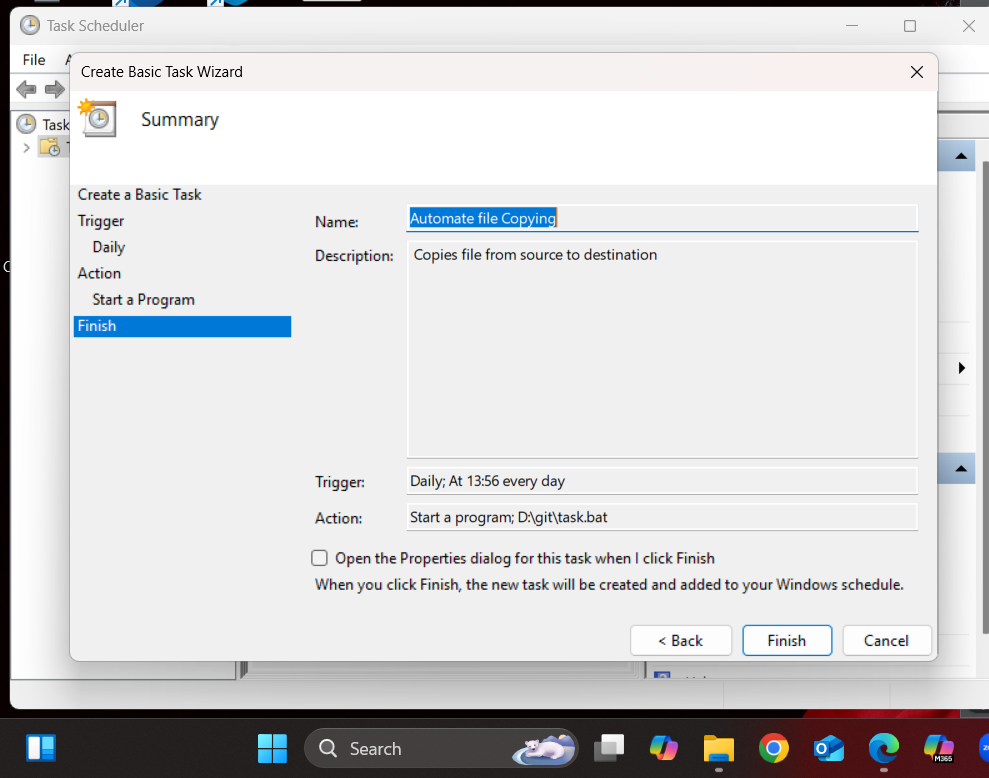 Task Scheduler
File
Create Basic Task Wizard
Task
Summary
Create a Basic Task
Trigger
Daily
Action
Start a Program
Finish
Name: Automate file Copying
Description: Copies file from source to destination
Trigger: Daily; At 13:56 every day
Action: Start a program; D:\git\task.bat
Open the Properties dialog for this task when I click Finish
When you click Finish, the new task will be created and added to your Windows schedule.
< Back Finish Cancel
Search
M365